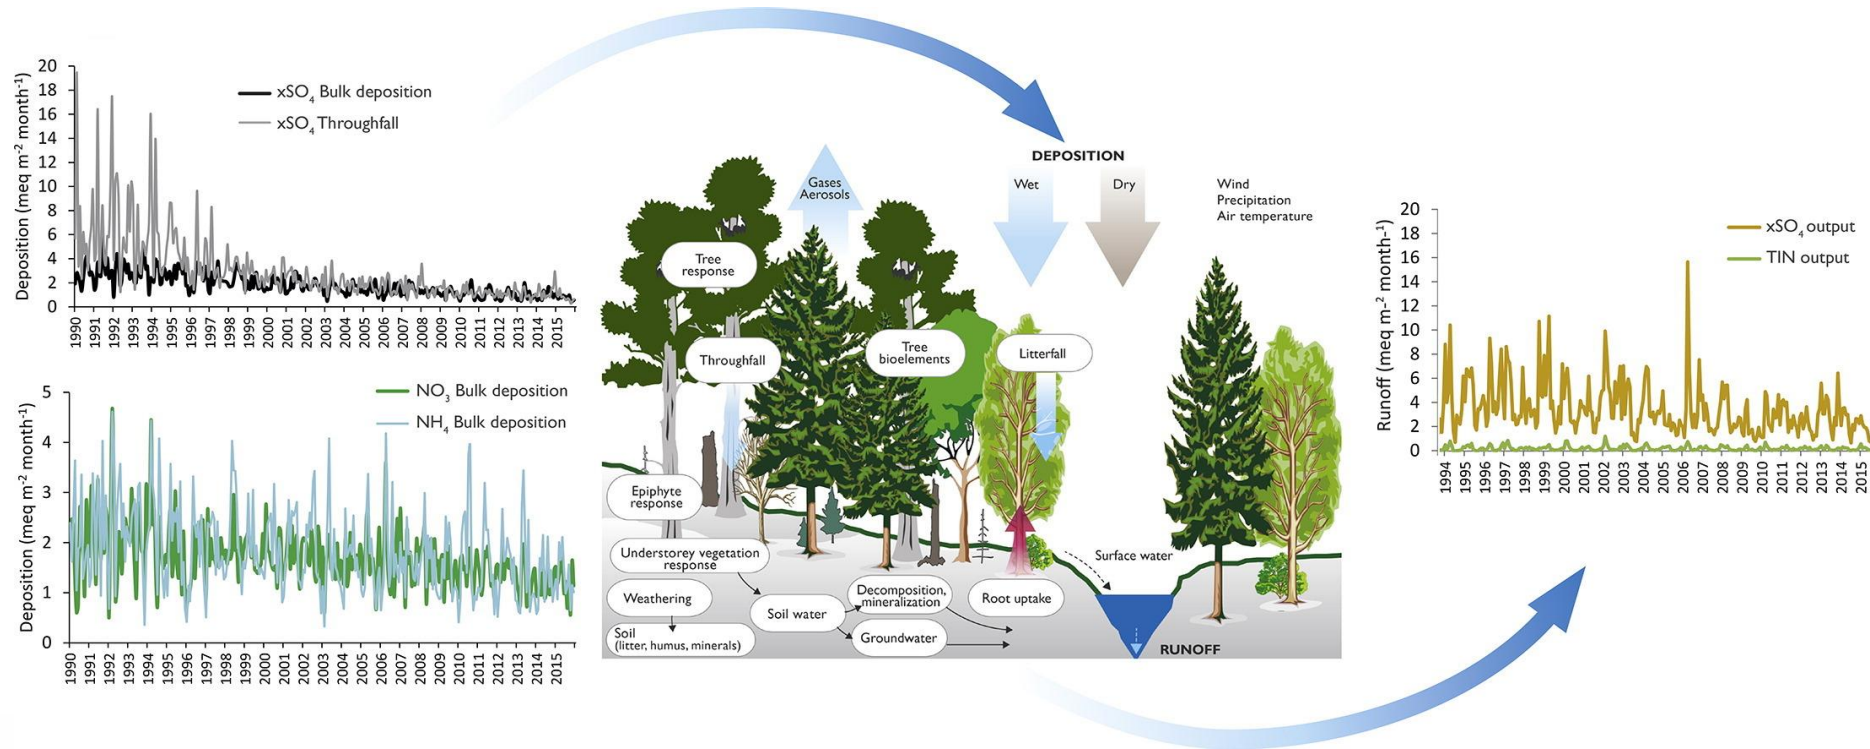 Deposition (meq m⁻² month⁻¹)
20
18
16
14
12
10
8
6
4
2
0
xSO₄ Bulk deposition
xSO₄ Throughfall
1990 1991 1992 1993 1994 1995 1996 1997 1998 1999 2000 2001 2002 2003 2004 2005 2006 2007 2008 2009 2010 2011 2012 2013 2014 2015
Deposition (meq m⁻² month⁻¹)
5
4
3
2
1
0
NO₃ Bulk deposition
NH₄ Bulk deposition
1990 1991 1992 1993 1994 1995 1996 1997 1998 1999 2000 2001 2002 2003 2004 2005 2006 2007 2008 2009 2010 2011 2012 2013 2014 2015
Gases
Aerosols
DEPOSITION
Wet
Dry
Wind
Precipitation
Air temperature
Tree
response
Throughfall
Tree
bioelements
Litterfall
Epiphyte
response
Understorey vegetation
response
Weathering
Soil
(litter, humus, minerals)
Soil water
Decomposition,
mineralization
Groundwater
Root uptake
Surface water
RUNOFF
Runoff (meq m⁻² month⁻¹)
20
18
16
14
12
10
8
6
4
2
0
xSO₄ output
TIN output
1994 1995 1996 1997 1998 1999 2000 2001 2002 2003 2004 2005 2006 2007 2008 2009 2010 2011 2012 2013 2014 2015